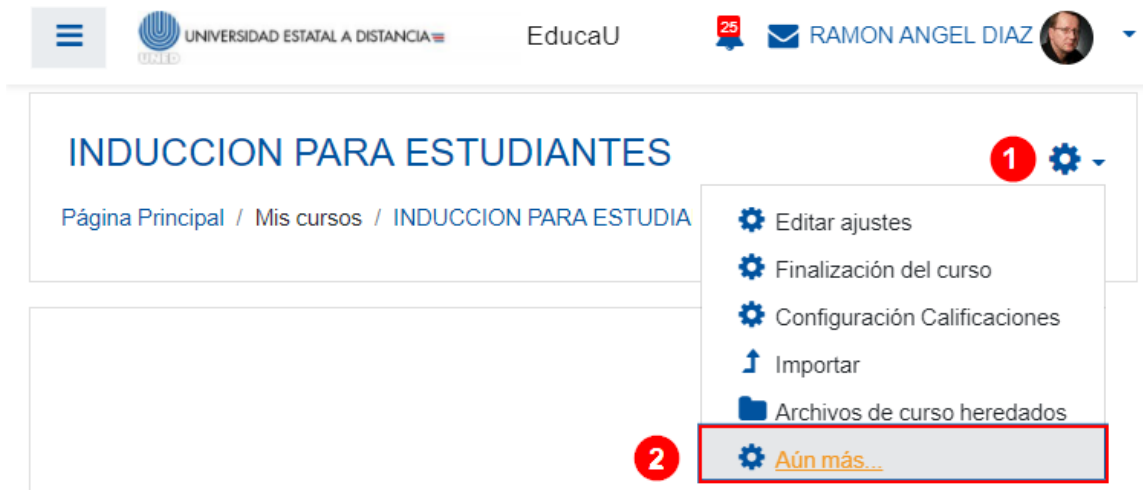 UNIVERSIDAD ESTATAL A DISTANCIA
UNED
EducaU
25
RAMON ANGEL DIAZ
INDUCCION PARA ESTUDIANTES
1
Página Principal / Mis cursos / INDUCCION PARA ESTUDIA
Editar ajustes
Finalización del curso
Configuración Calificaciones
Importar
Archivos de curso heredados
2
Aún más...